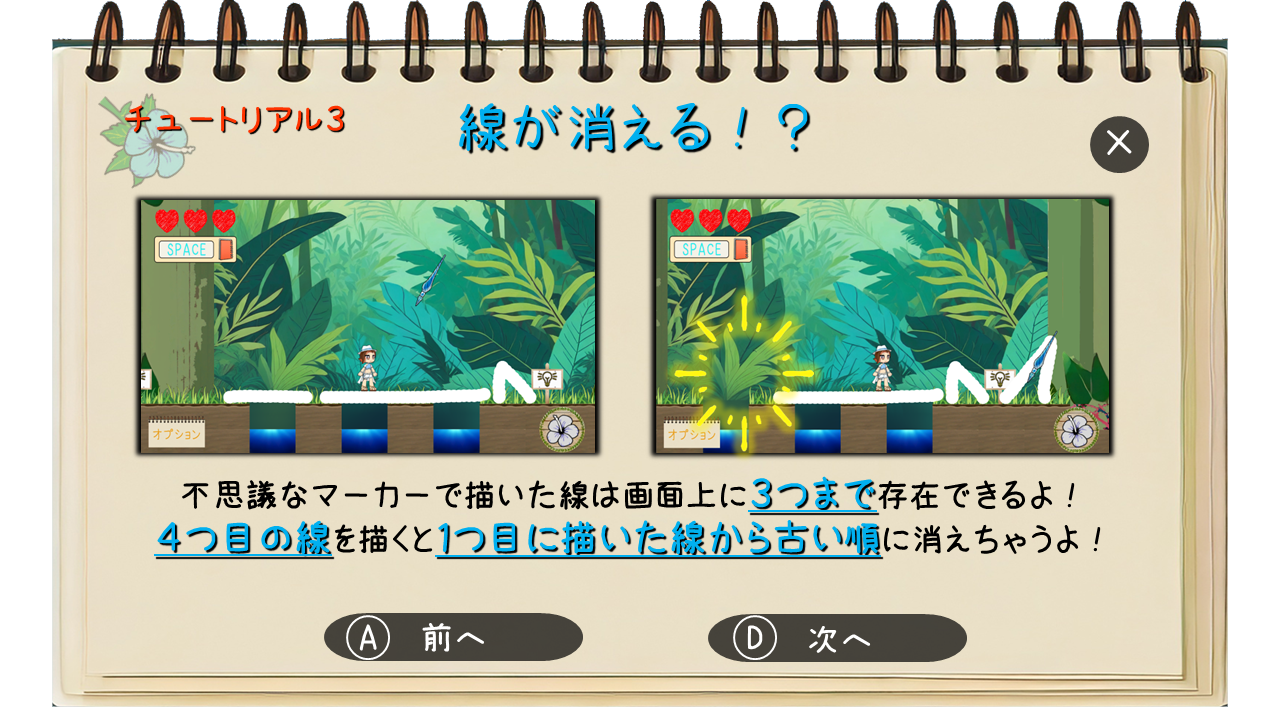 チュートリアル3
線が消える！？
SPACE
オプション
SPACE
オプション
不思議なマーカーで描いた線は画面上に3つまで存在できるよ！
4つ目の線を描くと1つ目に描いた線から古い順に消えちゃうよ！
A 前へ
D 次へ